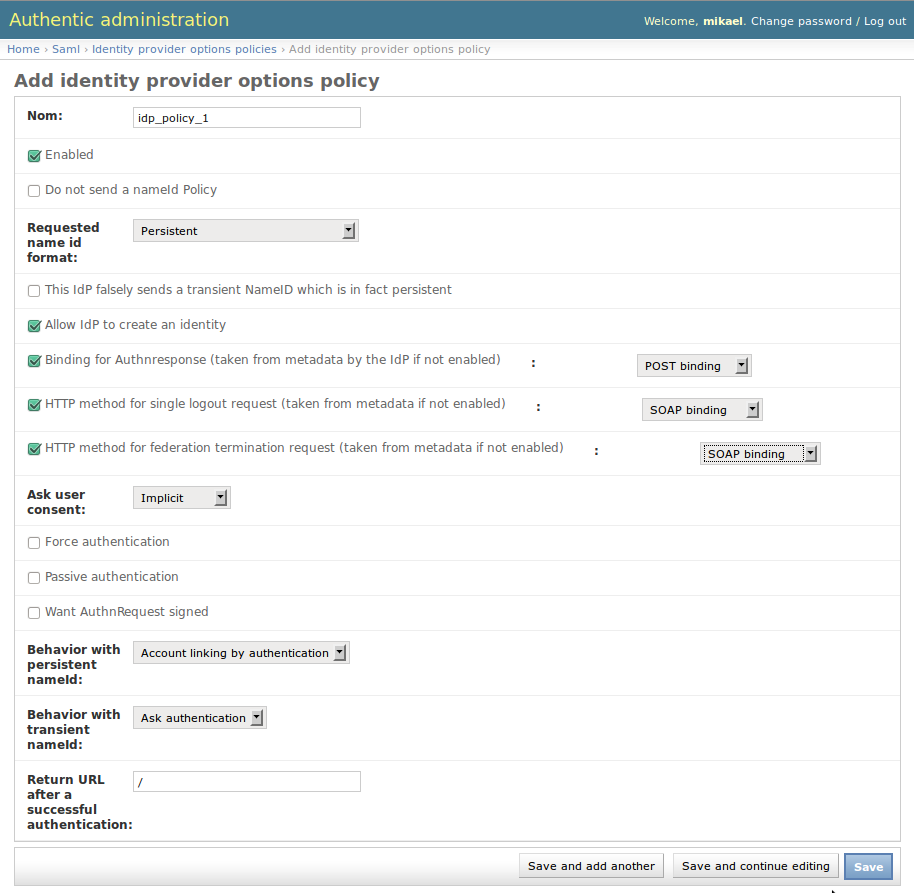 Authentic administration
Welcome, mikael. Change password / Log out
Home › Saml › Identity provider options policies › Add identity provider options policy
Add identity provider options policy
Nom: idp_policy_1
Enabled
Do not send a nameId Policy
Requested
name id
format:
Persistent
This IdP falsely sends a transient NameID which is in fact persistent
Allow IdP to create an identity
Binding for Authnresponse (taken from metadata by the IdP if not enabled) : POST binding
HTTP method for single logout request (taken from metadata if not enabled) : SOAP binding
HTTP method for federation termination request (taken from metadata if not enabled) : SOAP binding
Ask user
consent:
Implicit
Force authentication
Passive authentication
Want AuthnRequest signed
Behavior with
persistent
nameId:
Account linking by authentication
Behavior with
transient
nameId:
Ask authentication
Return URL
after a
successful
authentication:
/
Save and add another Save and continue editing Save